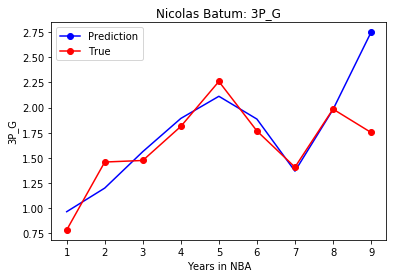 Nicolas Batum: 3P_G
Prediction
True
3P_G
2.75
2.50
2.25
2.00
1.75
1.50
1.25
1.00
0.75
1 2 3 4 5 6 7 8 9
Years in NBA